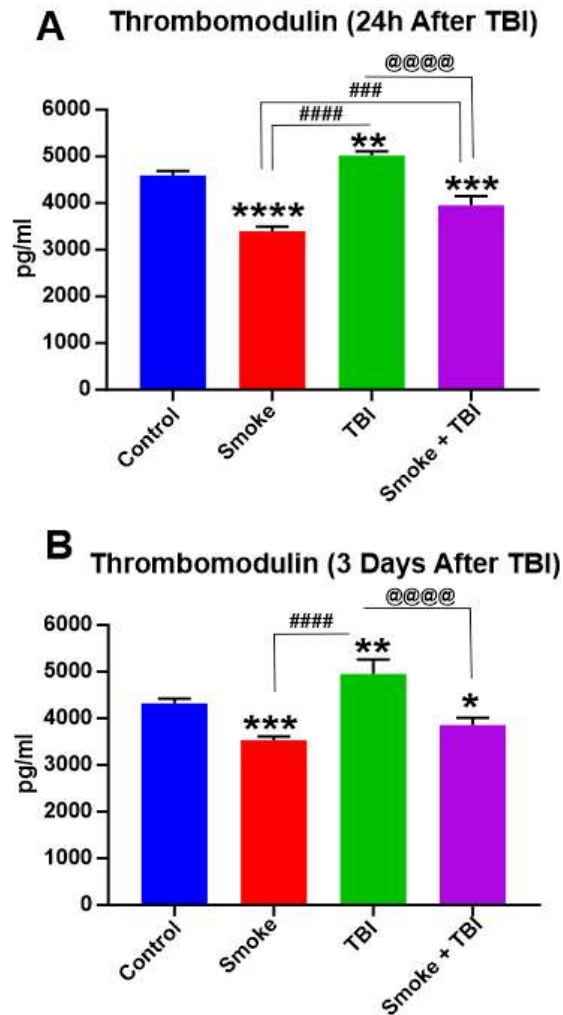 A Thrombomodulin (24h After TBI)
@@@@
###
####
6000
5000
4000
3000
2000
1000
0
pg/ml
****
**
***
Control
Smoke
TBI
Smoke + TBI
B Thrombomodulin (3 Days After TBI)
@@@@
####
6000
5000
4000
3000
2000
1000
0
pg/ml
***
**
*
Control
Smoke
TBI
Smoke + TBI